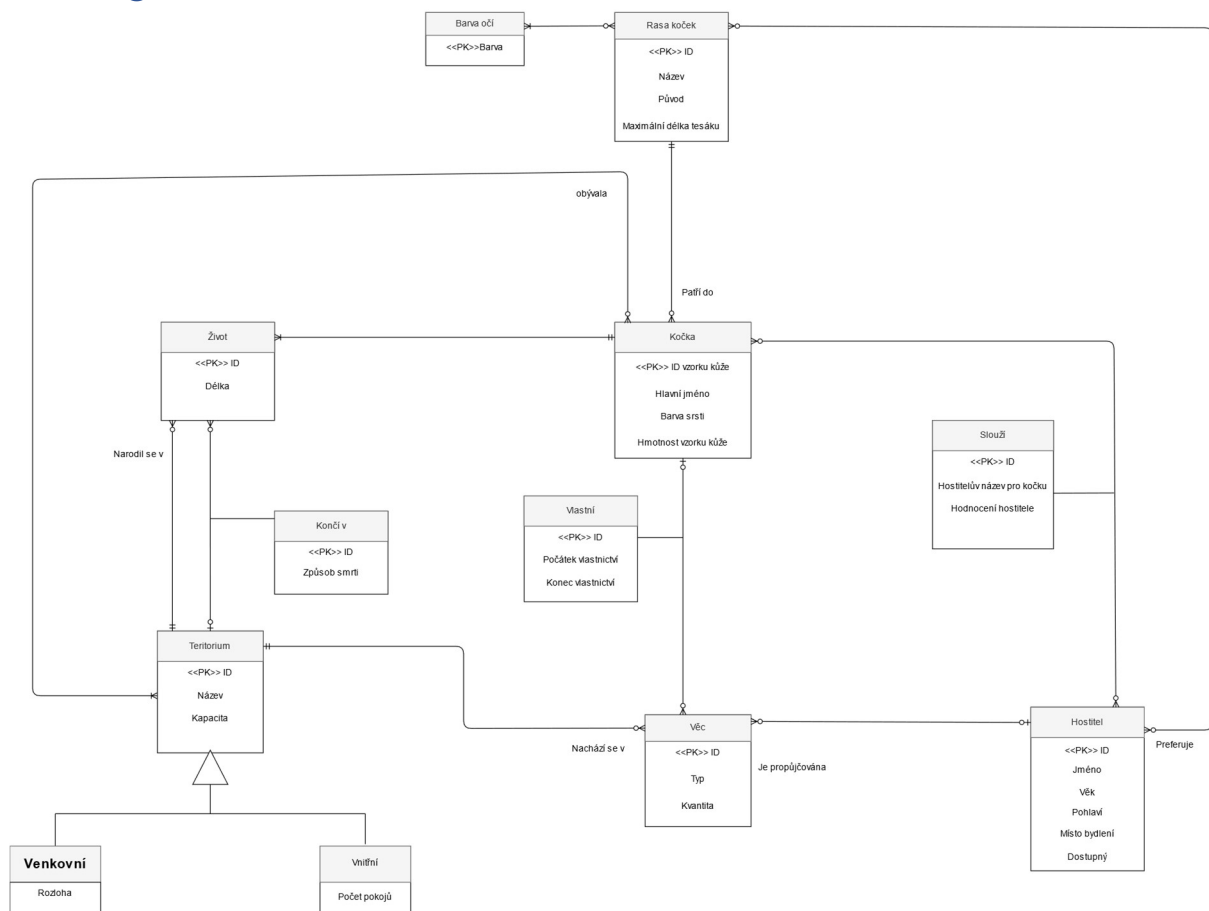 Barva očí
<<PK>>Barva
Rasa koček
<<PK>> ID
Název
Původ
Maximální délka tesáku
obývala
Patří do
Život
<<PK>> ID
Délka
Kočka
<<PK>> ID vzorku kůže
Hlavní jméno
Barva srsti
Hmotnost vzorku kůže
Narodil se v
Slouží
<<PK>> ID
Hostitelův název pro kočku
Hodnocení hostitele
Končí v
<<PK>> ID
Způsob smrti
Vlastní
<<PK>> ID
Počátek vlastnictví
Konec vlastnictví
Teritorium
<<PK>> ID
Název
Kapacita
Nachází se v
Věc
<<PK>> ID
Typ
Kvantita
Je propůjčována
Hostitel
<<PK>> ID
Jméno
Věk
Pohlaví
Místo bydlení
Dostupný
Preferuje
Venkovní
Rozloha
Vnitřní
Počet pokojů